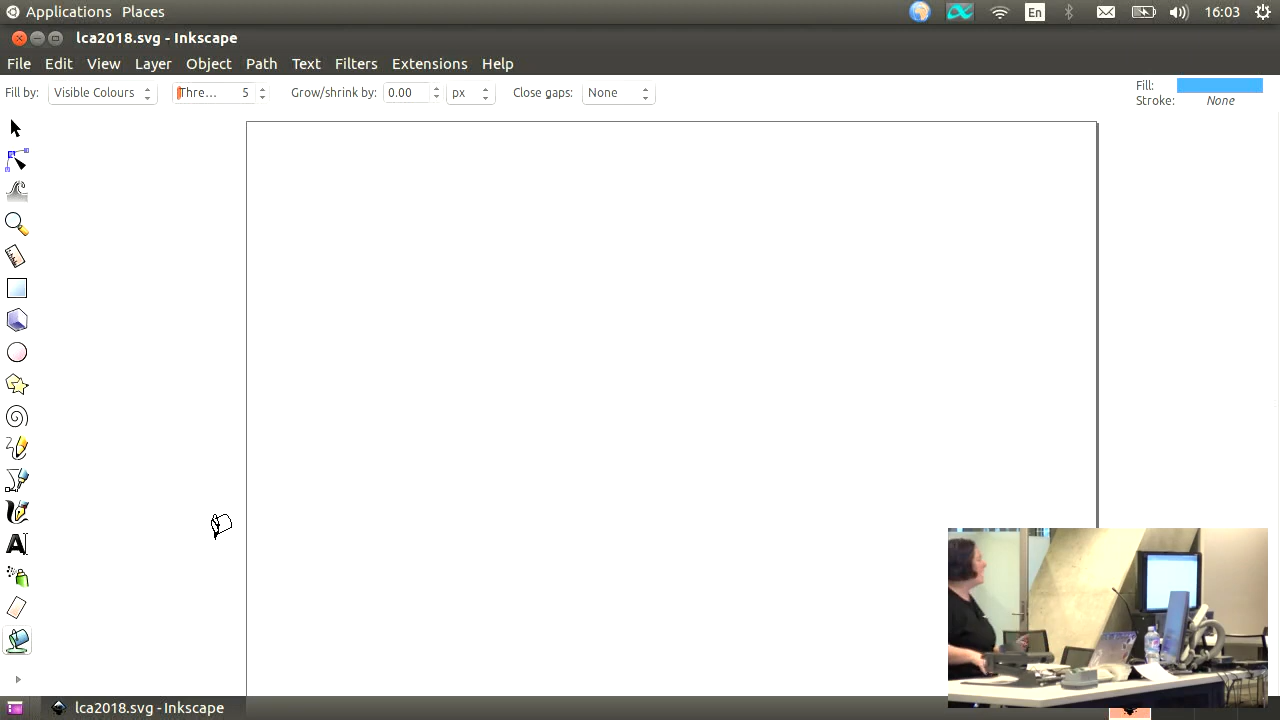 Applications Places
En
16:03
lca2018.svg - Inkscape
File Edit View Layer Object Path Text Filters Extensions Help
Fill by: Visible Colours Thre... 5 Grow/shrink by: 0.00 px Close gaps: None
Fill:
Stroke: None
A
lca2018.svg - Inkscape